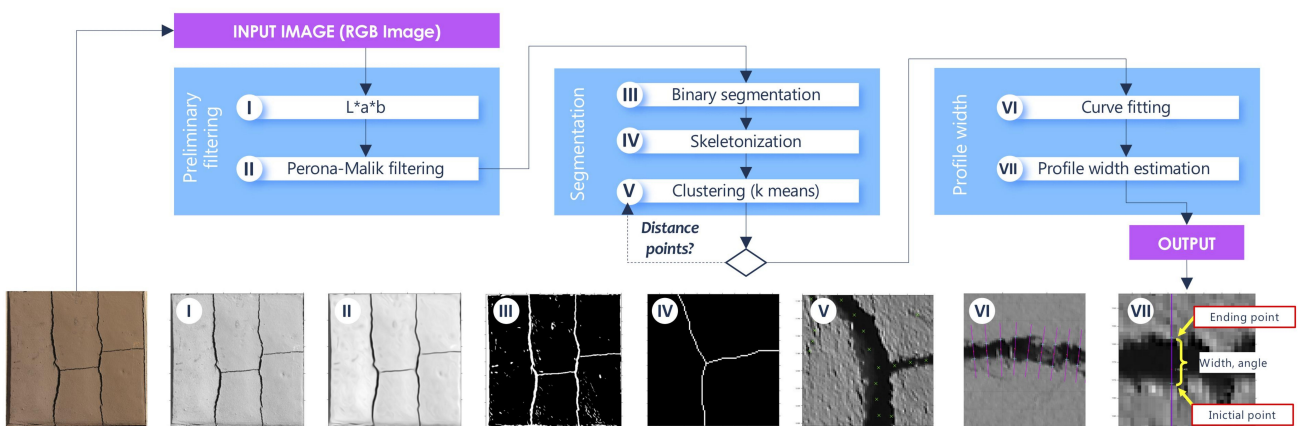 INPUT IMAGE (RGB Image)
Preliminary
filtering
I
L*a*b
II
Perona-Malik filtering
Segmentation
III
Binary segmentation
IV
Skeletonization
V
Clustering (k means)
Distance
points?
Profile width
VI
Curve fitting
VII
Profile width estimation
OUTPUT
I
II
III
IV
V
VI
VII
Ending point
Width, angle
Inictial point